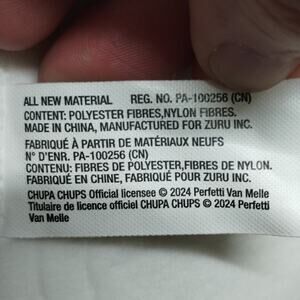 ALL NEW MATERIAL REG. NO. PA-100256 (CN)
CONTENT: POLYESTER FIBRES,NYLON FIBRES.
MADE IN CHINA, MANUFACTURED FOR ZURU INC.
FABRIQUÉ À PARTIR DE MATÉRIAUX NEUFS
N° D'ENR. PA-100256 (CN)
CONTENU: FIBRES DE POLYESTER,FIBRES DE NYLON.
FABRIQUÉ EN CHINE, FABRIQUÉ POUR ZURU INC.
CHUPA CHUPS Official licensee © 2024 Perfetti Van Melle
Titulaire de licence officiel CHUPA CHUPS © 2024 Perfetti
Van Melle